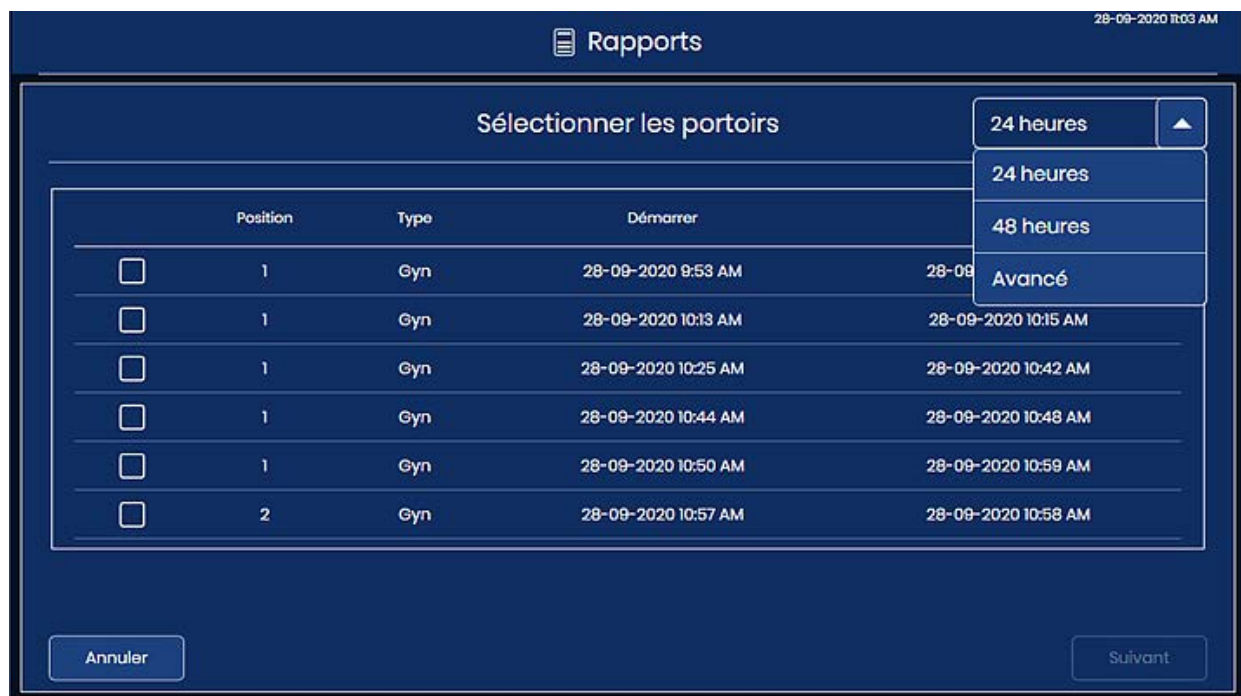 28-09-2020 11:03 AM
Rapports
Sélectionner les portoirs
24 heures
24 heures
48 heures
Avancé
Position Type Démarrer
1 Gyn 28-09-2020 9:53 AM 28-09
1 Gyn 28-09-2020 10:13 AM 28-09-2020 10:15 AM
1 Gyn 28-09-2020 10:25 AM 28-09-2020 10:42 AM
1 Gyn 28-09-2020 10:44 AM 28-09-2020 10:48 AM
1 Gyn 28-09-2020 10:50 AM 28-09-2020 10:59 AM
2 Gyn 28-09-2020 10:57 AM 28-09-2020 10:58 AM
Annuler Suivant